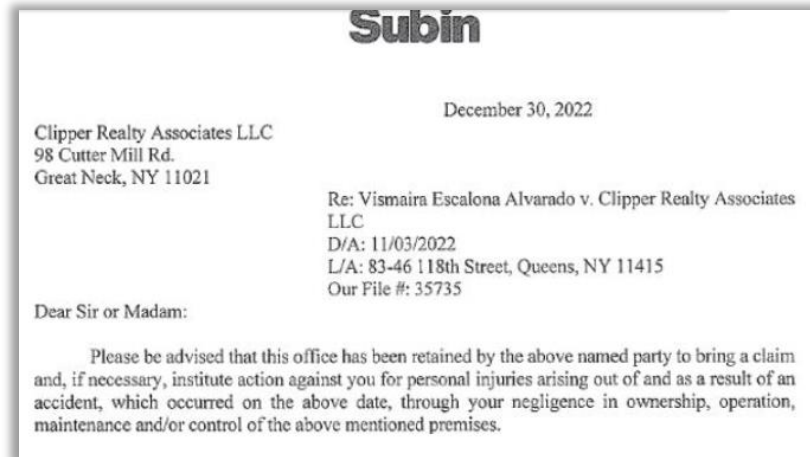 Subin
December 30, 2022
Clipper Realty Associates LLC
98 Cutter Mill Rd.
Great Neck, NY 11021
Re: Vismaira Escalona Alvarado v. Clipper Realty Associates
LLC
D/A: 11/03/2022
L/A: 83-46 118th Street, Queens, NY 11415
Our File #: 35735
Dear Sir or Madam:
Please be advised that this office has been retained by the above named party to bring a claim
and, if necessary, institute action against you for personal injuries arising out of and as a result of an
accident, which occurred on the above date, through your negligence in ownership, operation,
maintenance and/or control of the above mentioned premises.